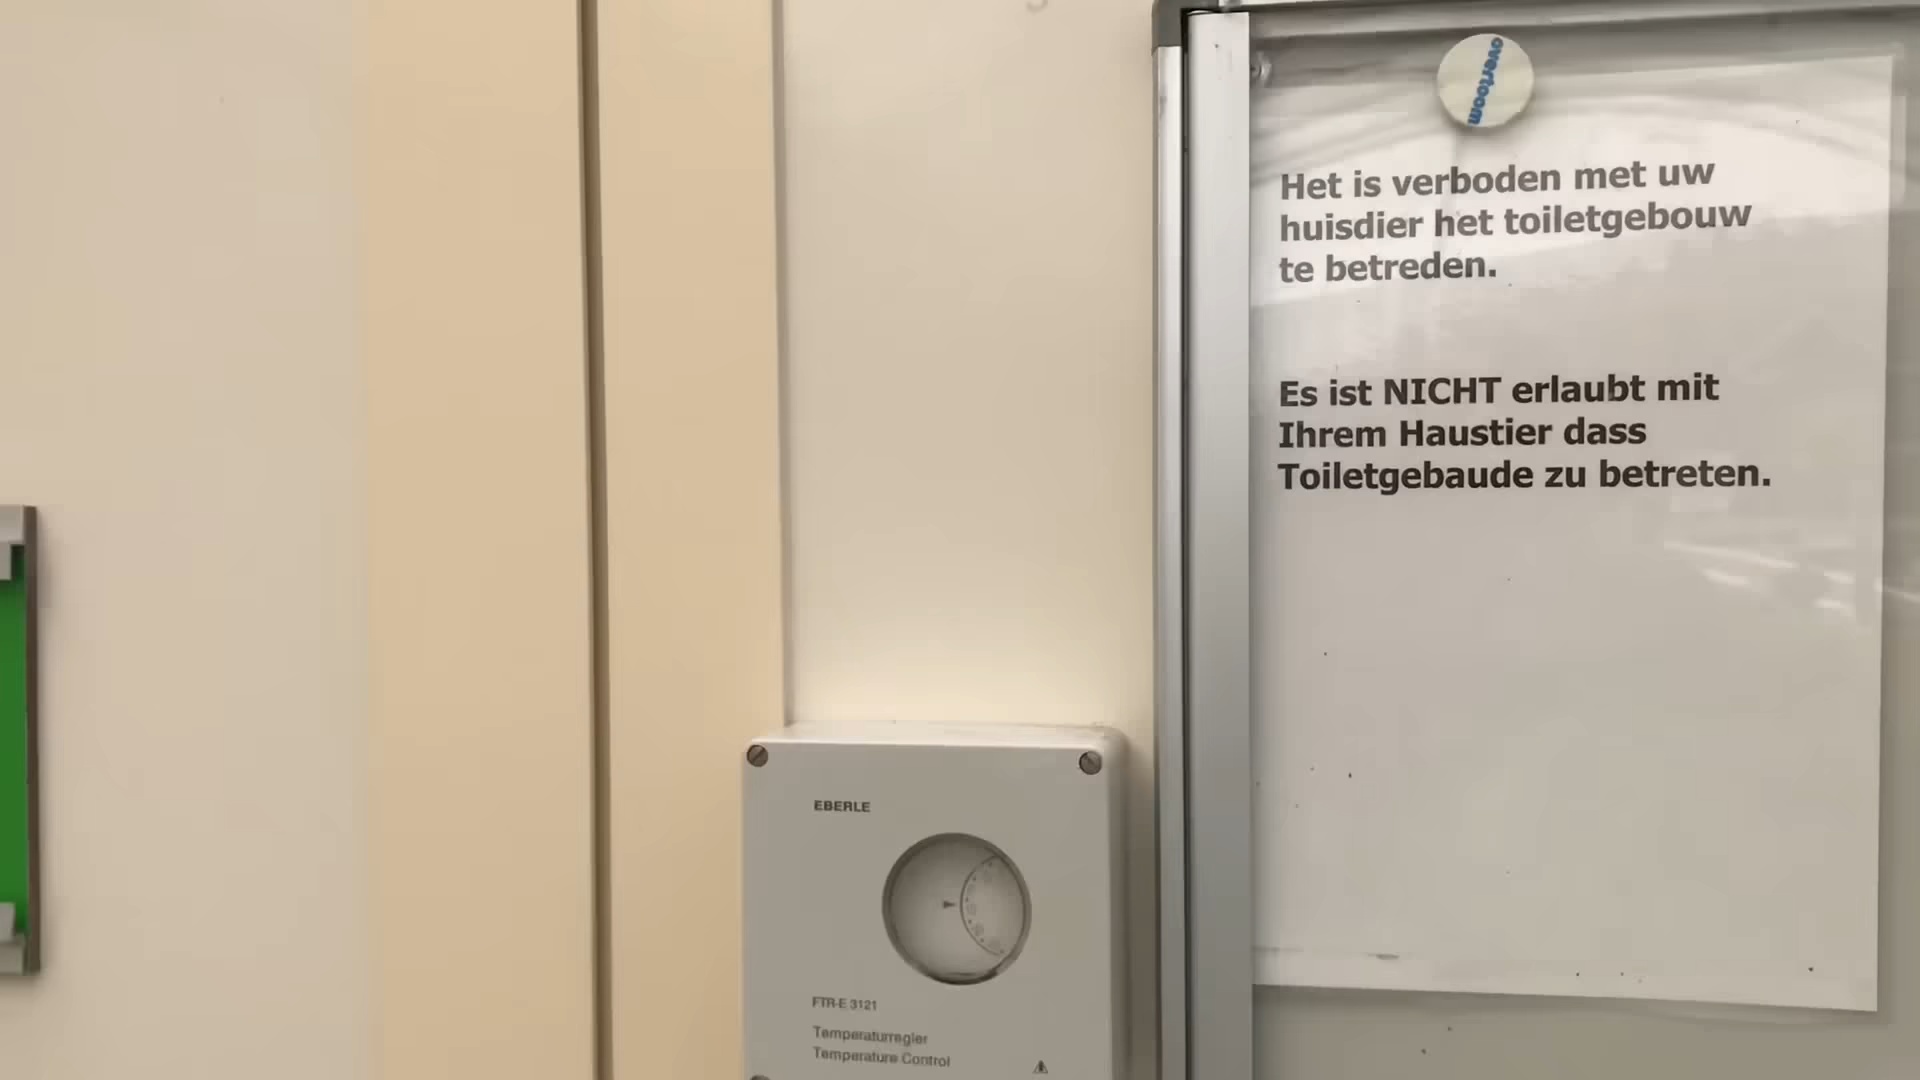 overtoom
Het is verboden met uw
huisdier het toiletgebouw
te betreden.
Es ist NICHT erlaubt mit
Ihrem Haustier dass
Toiletgebaude zu betreten.
EBERLE
FTR-E 3121
Temperaturregler
Temperature Control